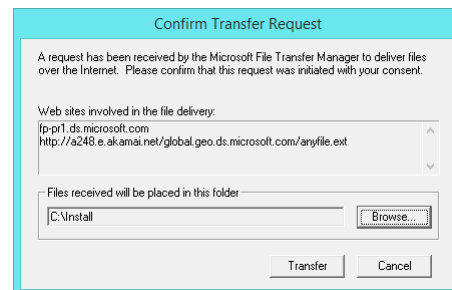 Confirm Transfer Request
A request has been received by the Microsoft File Transfer Manager to deliver files
over the Internet.  Please confirm that this request was initiated with your consent.
Web sites involved in the file delivery:
fp-pr1.ds.microsoft.com
http://a248.e.akamai.net/global.geo.ds.microsoft.com/anyfile.ext
Files received will be placed in this folder
C:\Install
Browse...
Transfer
Cancel